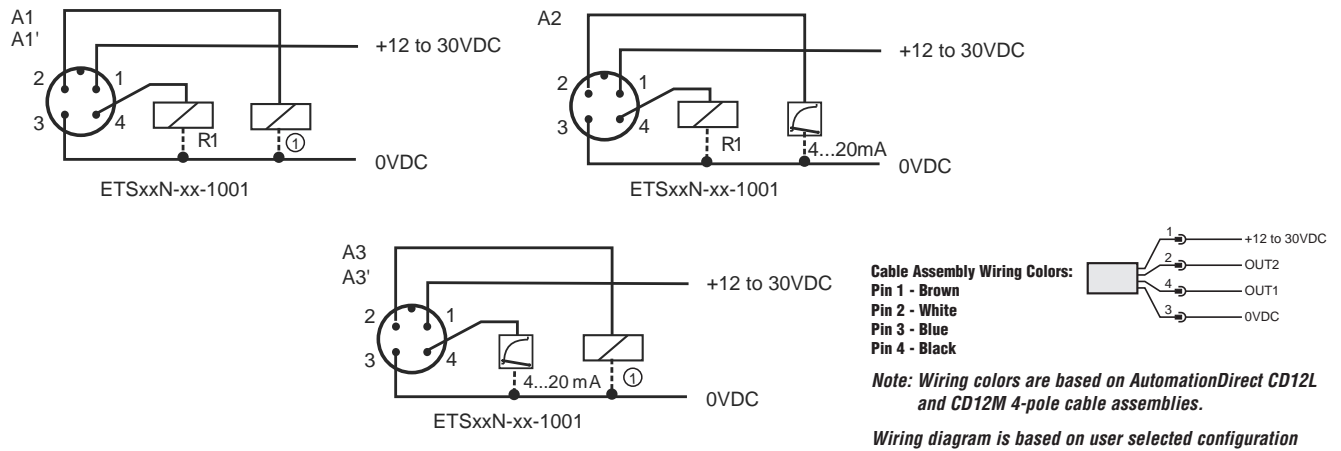 A1
A1'
+12 to 30VDC
2
1
3
4
R1
①
0VDC
ETSxxN-xx-1001
A2
+12 to 30VDC
2
1
3
4
R1
4...20mA
0VDC
ETSxxN-xx-1001
A3
A3'
+12 to 30VDC
2
1
3
4
4...20 mA
①
0VDC
ETSxxN-xx-1001
Cable Assembly Wiring Colors:
Pin 1 - Brown
Pin 2 - White
Pin 3 - Blue
Pin 4 - Black
1 +12 to 30VDC
2 OUT2
4 OUT1
3 0VDC
Note: Wiring colors are based on AutomationDirect CD12L
and CD12M 4-pole cable assemblies.
Wiring diagram is based on user selected configuration